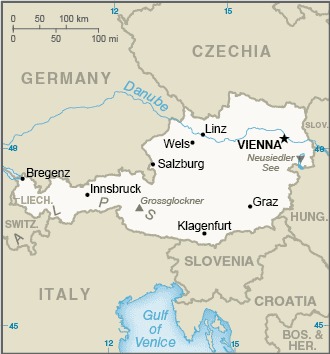 0 50 100 km
0 50 100 mi
12
15
CZECHIA
GERMANY
Danube
Linz
Wels
VIENNA
SLOV.
48
48
Neusiedler
See
Salzburg
Bregenz
Innsbruck
LIECH.
A L P S
Grossglockner
Graz
SWITZ.
Klagenfurt
HUNG.
SLOVENIA
ITALY
CROATIA
Gulf
of
Venice
45
45
BOS. &
HER.
12
15